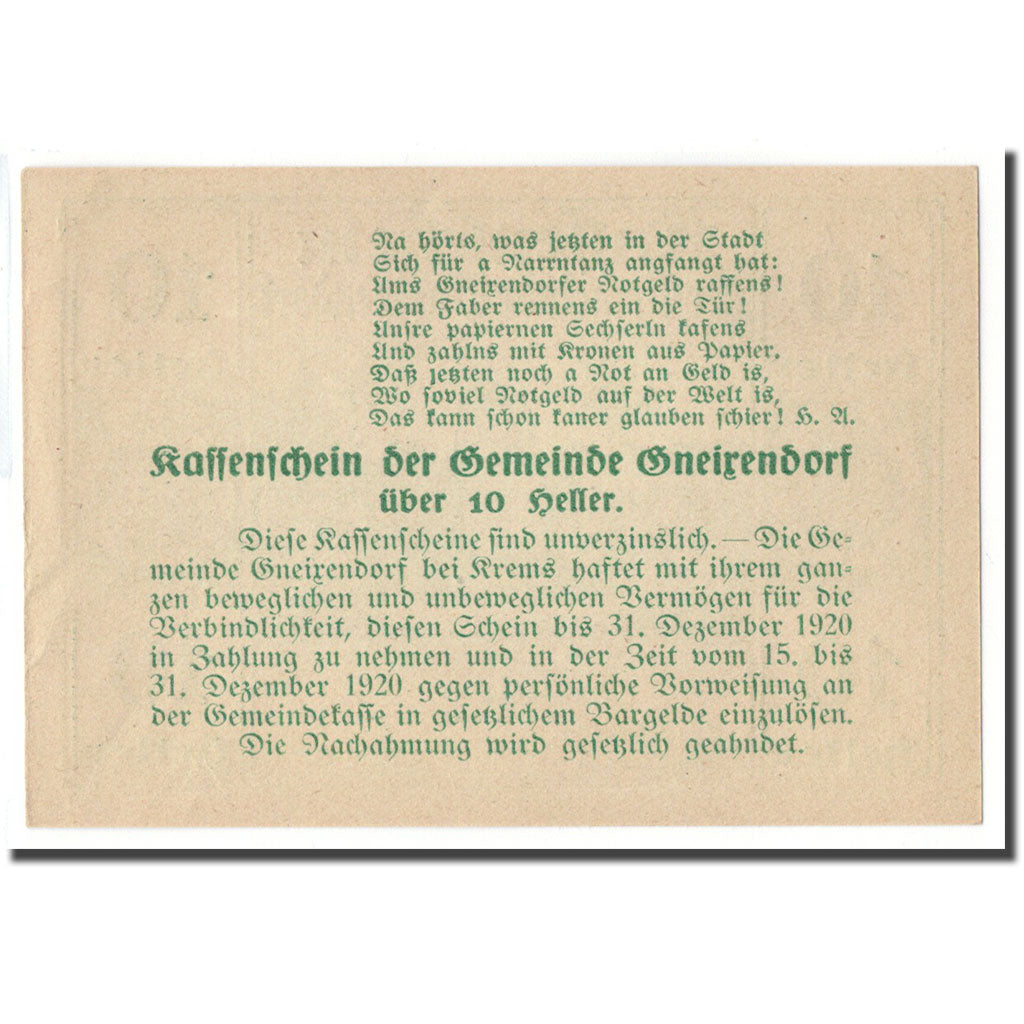 Na hörts, was jetzten in der Stadt
Sich für a Narrntanz angfangt hat:
Ums Gneixendorfer Notgeld raffens!
Dem Faber rennens ein die Tür!
Unsre papiernen Sechserln kafens
Und zahlns mit Kronen aus Papier.
Daß jetzten noch a Not an Geld is,
Wo soviel Notgeld auf der Welt is,
Das kann schon kaner glauben schier! H. A.
Kassenschein der Gemeinde Gneixendorf
über 10 Heller.
Diese Kassenscheine sind unverzinslich. — Die Ge-
meinde Gneixendorf bei Krems haftet mit ihrem gan-
zen beweglichen und unbeweglichen Vermögen für die
Verbindlichkeit, diesen Schein bis 31. Dezember 1920
in Zahlung zu nehmen und in der Zeit vom 15. bis
31. Dezember 1920 gegen persönliche Vorweisung an
der Gemeindekasse in gesetzlichem Bargelde einzulösen.
Die Nachahmung wird gesetzlich geahndet.